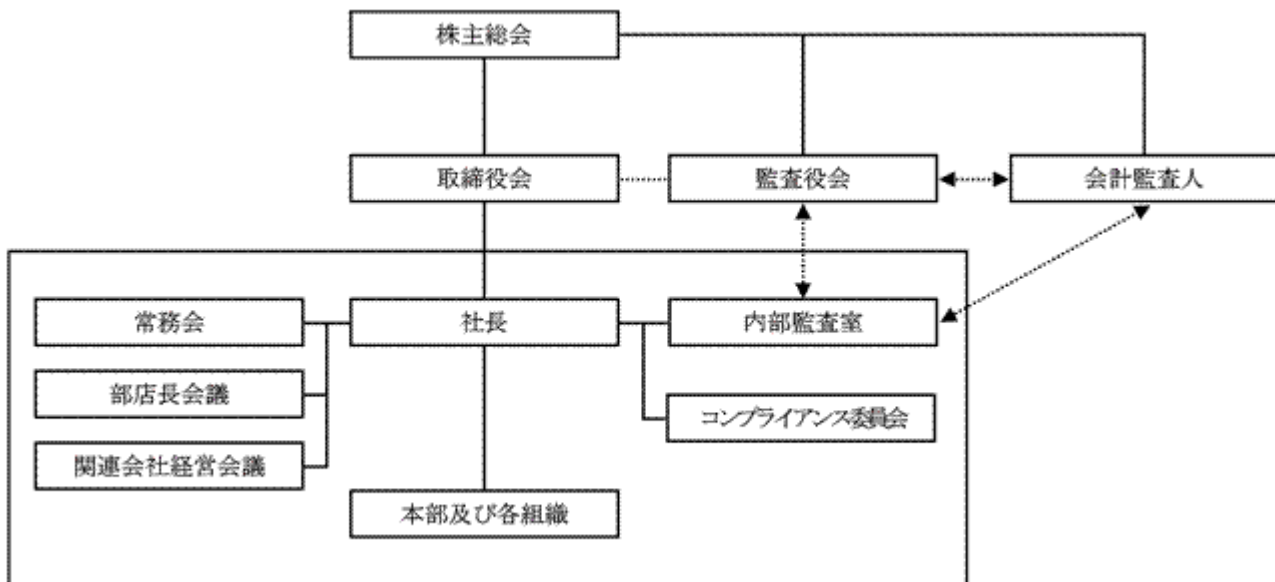 株主総会
取締役会
監査役会
会計監査人
常務会
社長
内部監査室
部店長会議
コンプライアンス委員会
関連会社経営会議
本部及び各組織